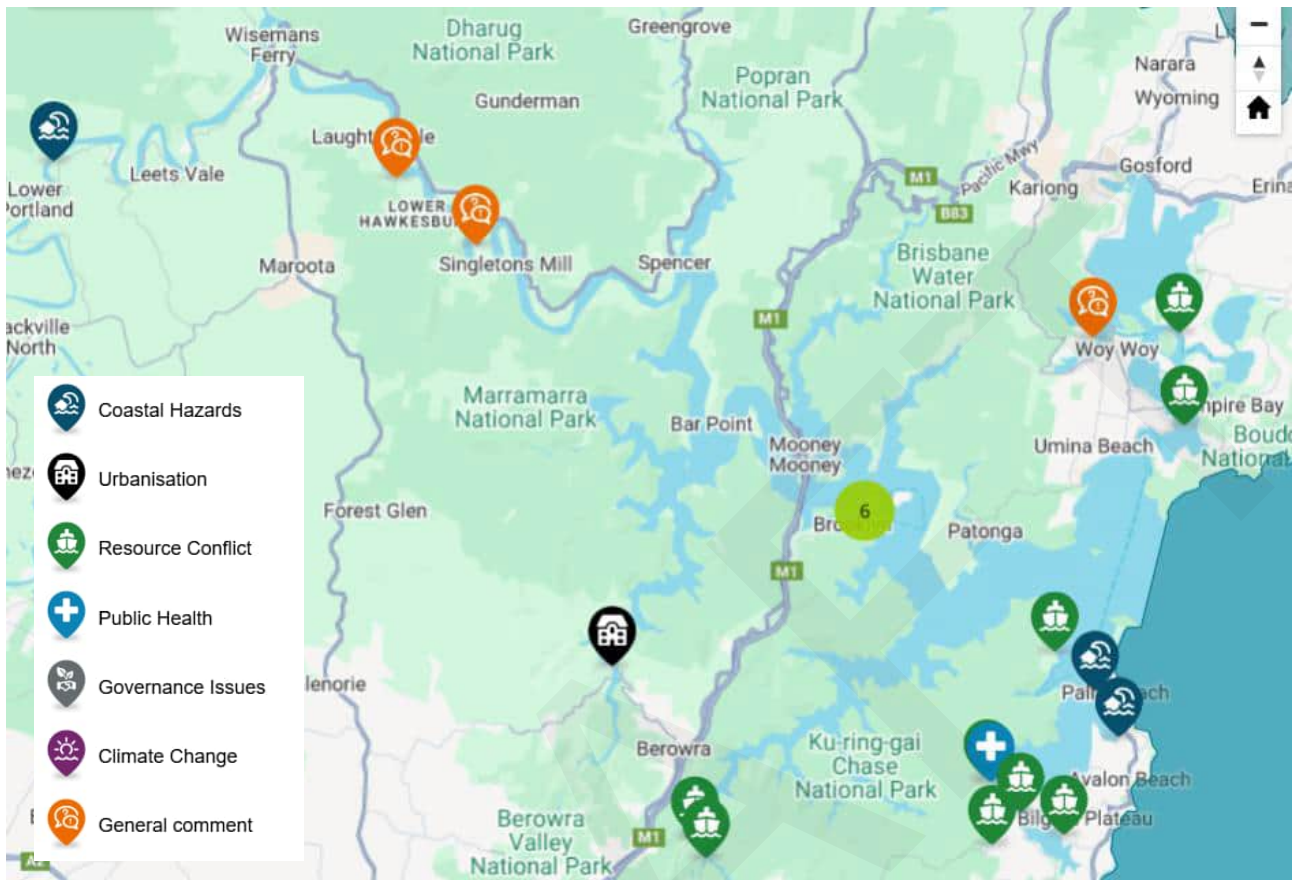 Wisemans
Ferry
Dharug
National Park
Greengrove
Popran
National Park
Narara
Wyoming
Gunderman
Leets Vale
Lower
Portland
LOWER
M1
Pacific Mwy
Kariong
Gosford
B83
Maroota
Singletons Mill
Spencer
Brisbane
Water
National Park
M1
Woy Woy
North
Marramarra
National Park
Bar Point
Mooney
Mooney
Umina Beach
Forest Glen
6
Patonga
M1
Berowra
Ku-ring-gai
Chase
National Park
Avalon Beach
Plateau
Berowra
Valley
National Park
M1
Coastal Hazards
Urbanisation
Resource Conflict
Public Health
Governance Issues
Climate Change
General comment